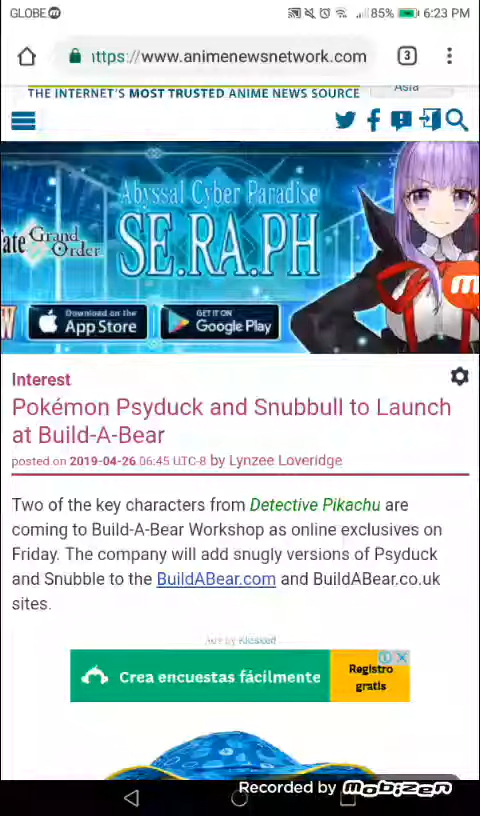 GLOBE 85% 6:23 PM
https://www.animenewsnetwork.com 3
THE INTERNET'S MOST TRUSTED ANIME NEWS SOURCE Asia
Abyssal Cyber Paradise
Fate Grand Order
SE.RA.PH
Download on the App Store
GET IT ON Google Play
Interest
Pokémon Psyduck and Snubbull to Launch
at Build-A-Bear
posted on 2019-04-26 06:45 UTC-8 by Lynzee Loveridge
Two of the key characters from Detective Pikachu are
coming to Build-A-Bear Workshop as online exclusives on
Friday. The company will add snugly versions of Psyduck
and Snubble to the BuildABear.com and BuildABear.co.uk
sites.
ADV BY Kiosked
Crea encuestas fácilmente
Registro
gratis
Recorded by mobizen